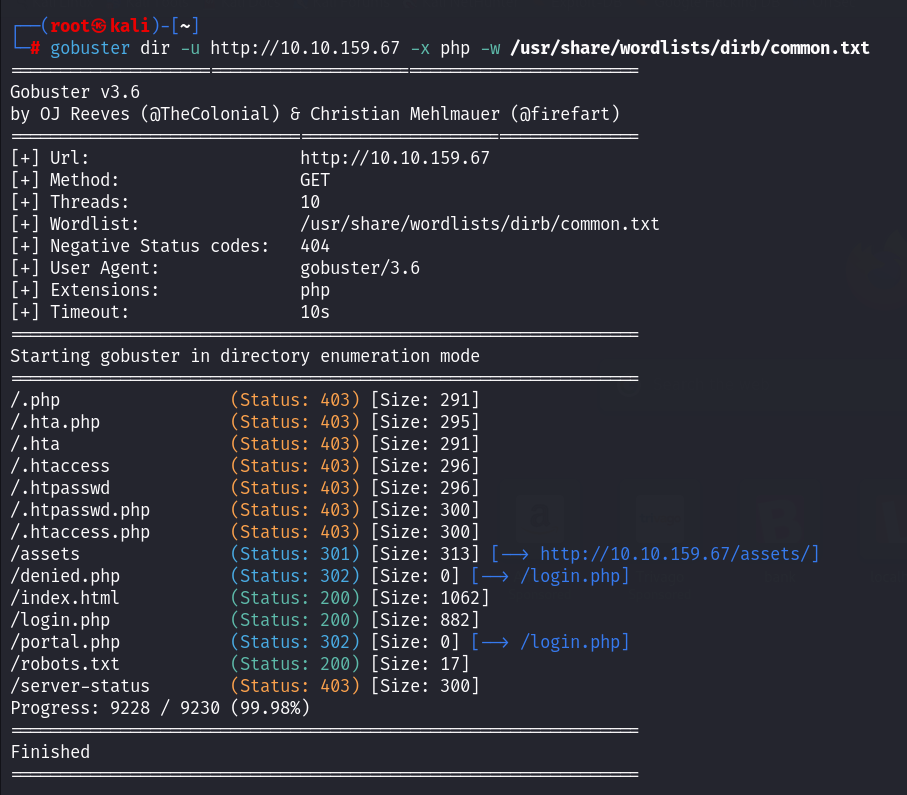 ┌──(root㉿kali)-[~]
└─# gobuster dir -u http://10.10.159.67 -x php -w /usr/share/wordlists/dirb/common.txt
===============================================================
Gobuster v3.6
by OJ Reeves (@TheColonial) & Christian Mehlmauer (@firefart)
===============================================================
[+] Url:                     http://10.10.159.67
[+] Method:                  GET
[+] Threads:                 10
[+] Wordlist:                /usr/share/wordlists/dirb/common.txt
[+] Negative Status codes:   404
[+] User Agent:              gobuster/3.6
[+] Extensions:              php
[+] Timeout:                 10s
===============================================================
Starting gobuster in directory enumeration mode
===============================================================
/.php                 (Status: 403) [Size: 291]
/.hta.php             (Status: 403) [Size: 295]
/.hta                 (Status: 403) [Size: 291]
/.htaccess            (Status: 403) [Size: 296]
/.htpasswd            (Status: 403) [Size: 296]
/.htpasswd.php        (Status: 403) [Size: 300]
/.htaccess.php        (Status: 403) [Size: 300]
/assets               (Status: 301) [Size: 313] [--> http://10.10.159.67/assets/]
/denied.php           (Status: 302) [Size: 0] [--> /login.php]
/index.html           (Status: 200) [Size: 1062]
/login.php            (Status: 200) [Size: 882]
/portal.php           (Status: 302) [Size: 0] [--> /login.php]
/robots.txt           (Status: 200) [Size: 17]
/server-status        (Status: 403) [Size: 300]
Progress: 9228 / 9230 (99.98%)
===============================================================
Finished
===============================================================